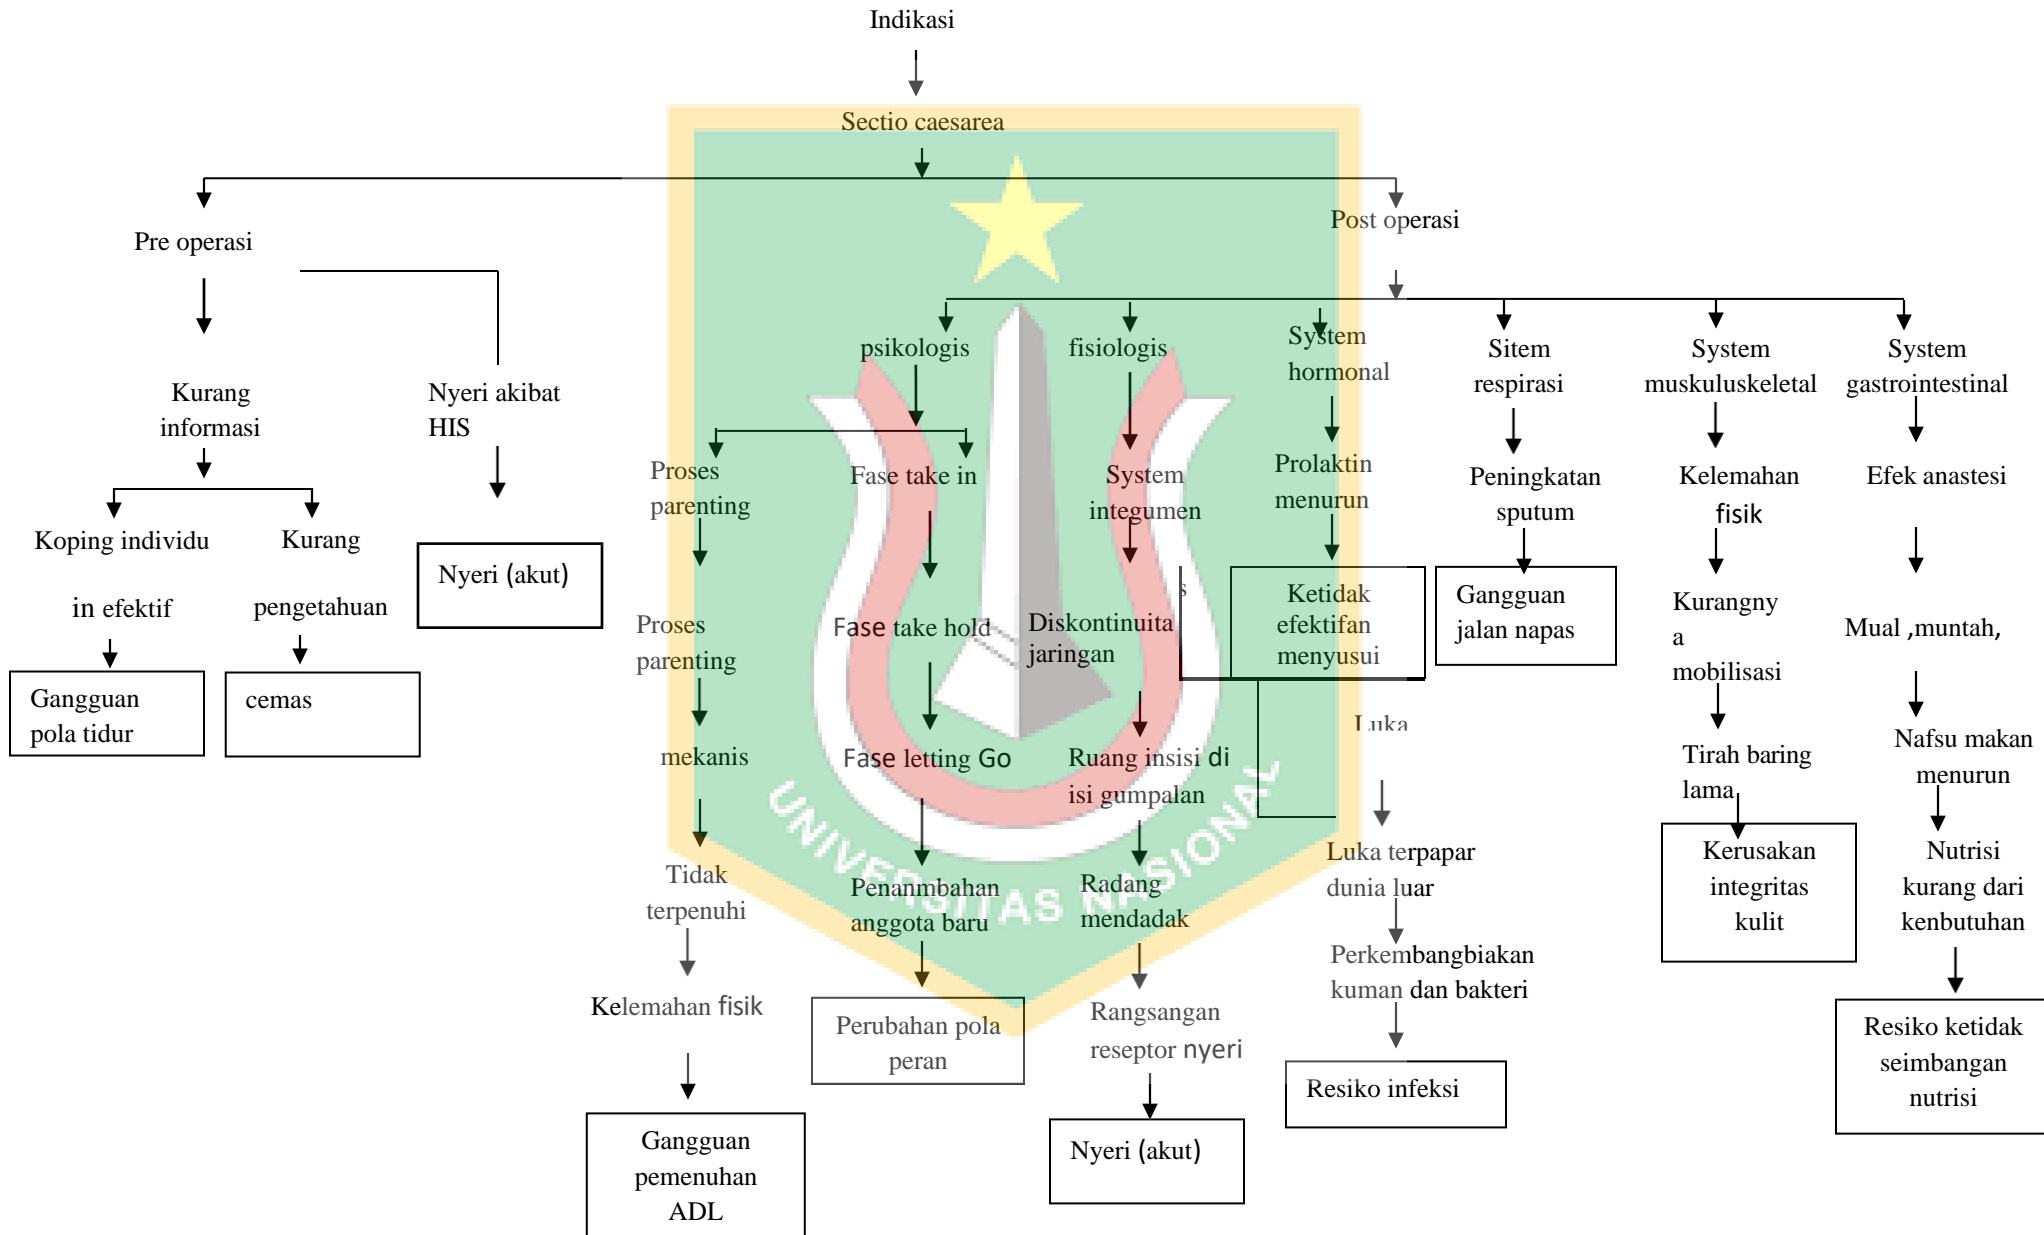 Indikasi
Sectio caesarea
Pre operasi
Post operasi
Kurang
informasi
Nyeri akibat
HIS
Koping individu
in efektif
Kurang
pengetahuan
Nyeri (akut)
Gangguan
pola tidur
cemas
psikologis
fisiologis
System
hormonal
Sitem
respirasi
System
muskuluskeletal
System
gastrointestinal
Proses
parenting
Fase take in
System
integumen
Prolaktin
menurun
Peningkatan
sputum
Kelemahan
fisik
Efek anastesi
Proses
parenting
Fase take hold
Diskontinuita
s
jaringan
Ketidak
efektifan
menyusui
Gangguan
jalan napas
Kurangny
a
mobilisasi
Mual ,muntah,
mekanis
Fase letting Go
Ruang insisi di
isi gumpalan
Luka
Tirah baring
lama
Nafsu makan
menurun
Tidak
terpenuhi
Penanmbahan
anggota baru
Radang
mendadak
Luka terpapar
dunia luar
Kerusakan
integritas
kulit
Nutrisi
kurang dari
kenbutuhan
Kelemahan fisik
Perubahan pola
peran
Rangsangan
reseptor nyeri
Perkembangbiakan
kuman dan bakteri
Resiko ketidak
seimbangan
nutrisi
Gangguan
pemenuhan
ADL
Nyeri (akut)
Resiko infeksi
UNIVERSITAS NASIONAL